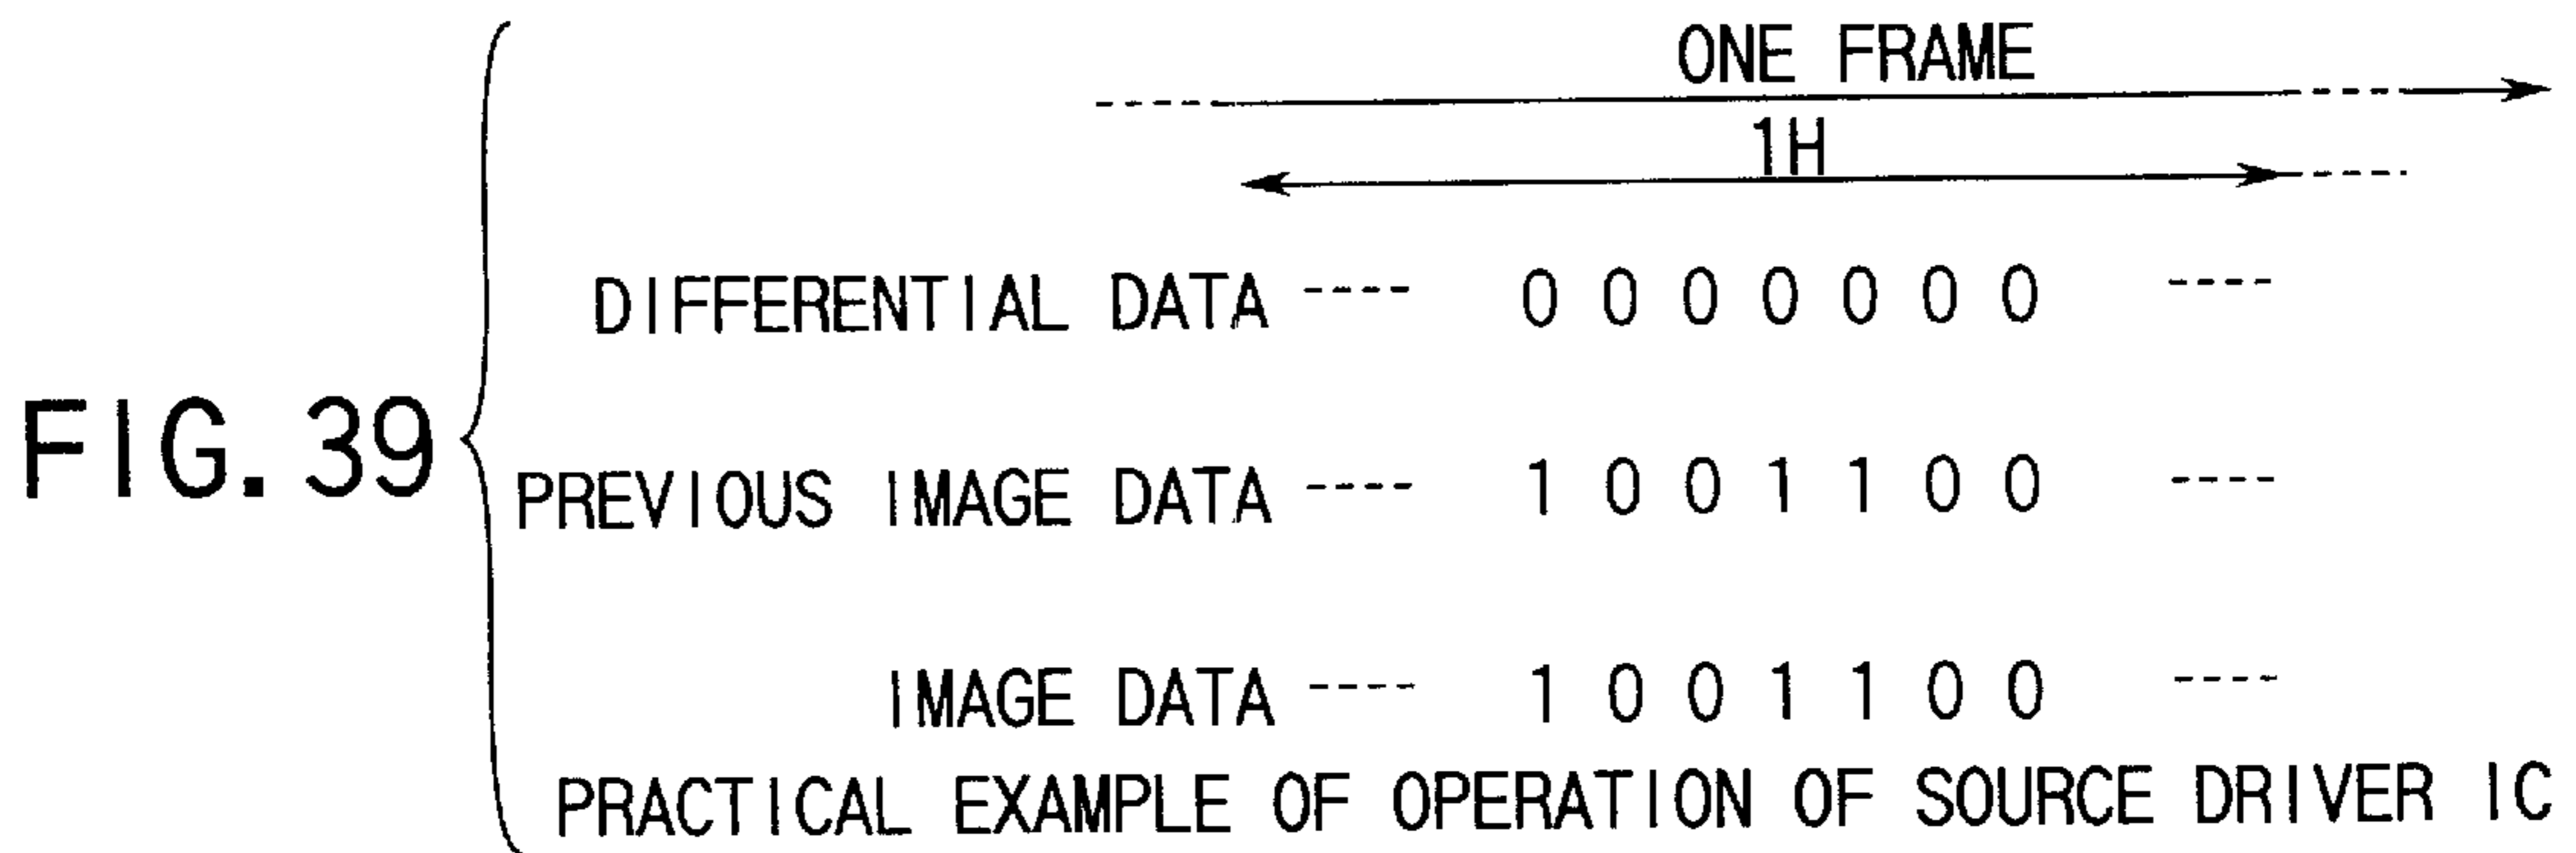 ONE FRAME
1H
DIFFERENTIAL DATA ---- 0 0 0 0 0 0 0 ----
FIG. 39
PREVIOUS IMAGE DATA ---- 1 0 0 1 1 0 0 ----
IMAGE DATA ---- 1 0 0 1 1 0 0 ----
PRACTICAL EXAMPLE OF OPERATION OF SOURCE DRIVER IC